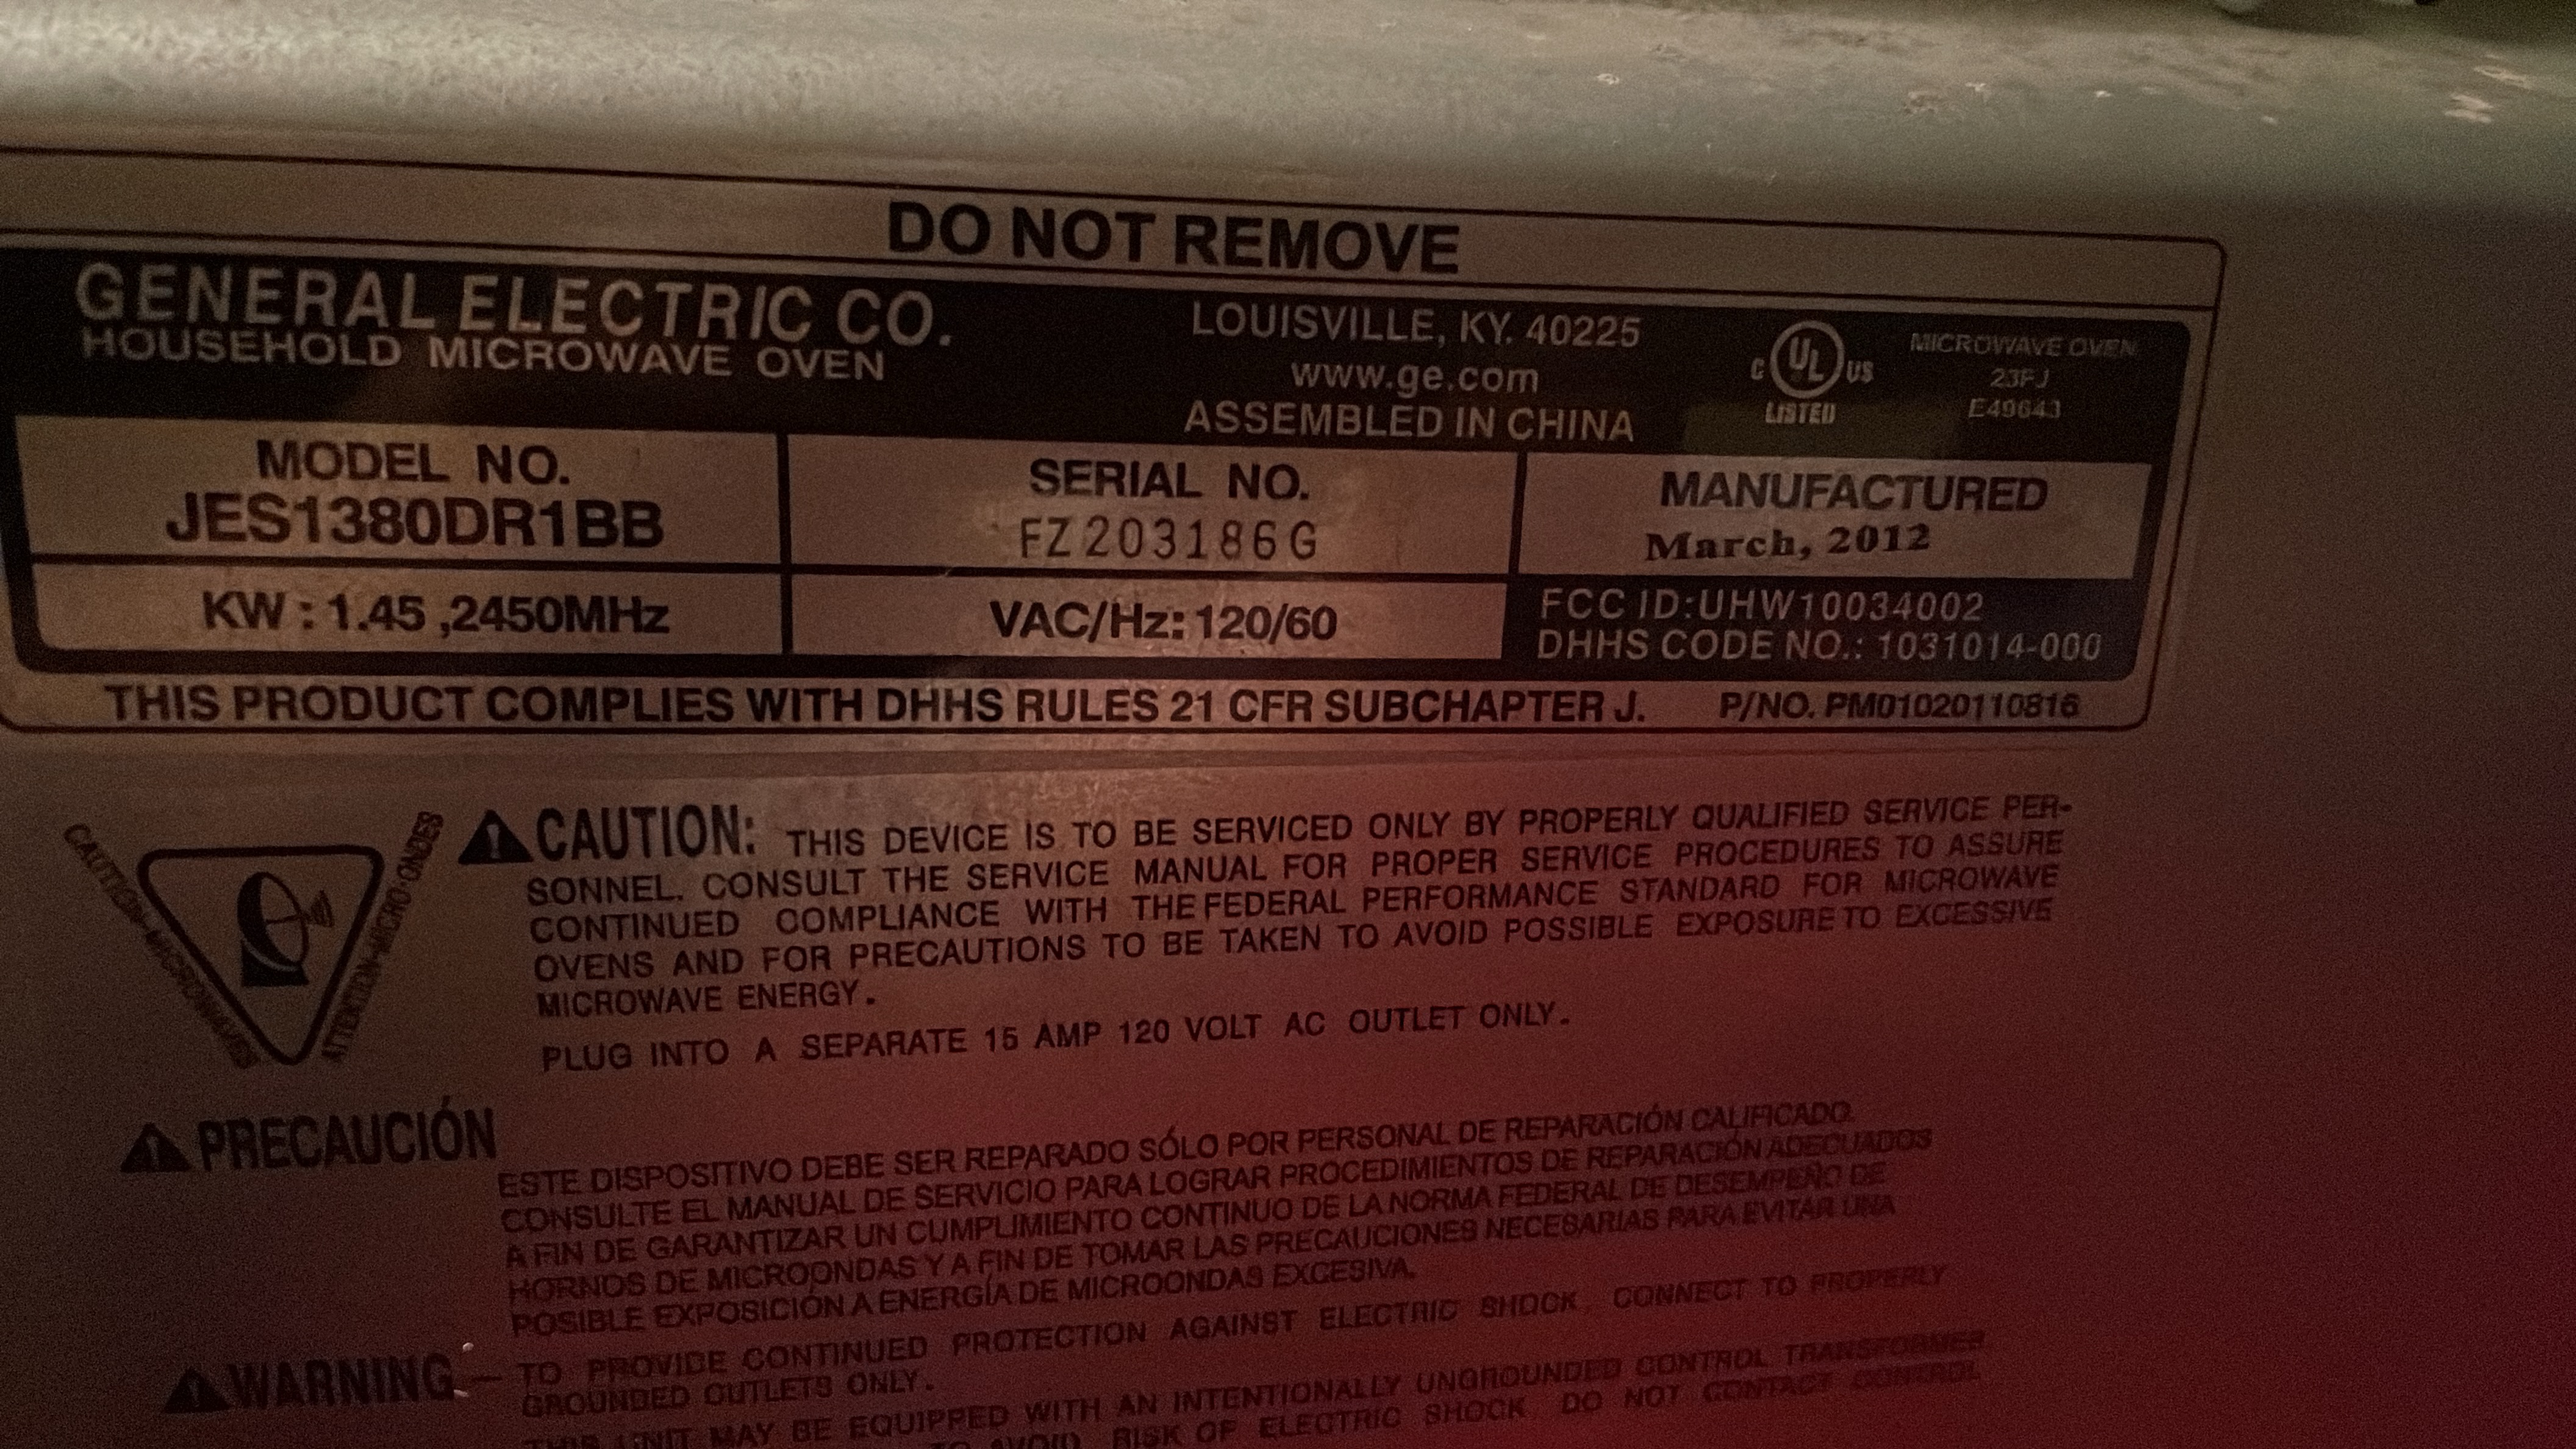 DO NOT REMOVE
GENERAL ELECTRIC CO.
HOUSEHOLD MICROWAVE OVEN
LOUISVILLE, KY. 40225
www.ge.com
ASSEMBLED IN CHINA
C UL US
LISTED
MICROWAVE OVEN
23FJ
MODEL NO.
JES1380DR1BB
SERIAL NO.
FZ203186G
MANUFACTURED
March, 2012
KW : 1.45 ,2450MHz
VAC/Hz: 120/60
FCC ID:UHW10034002
DHHS CODE NO.: 1031014-000
THIS PRODUCT COMPLIES WITH DHHS RULES 21 CFR SUBCHAPTER J.
P/NO. PM01020110816
CAUTION-MICROWAVES
ATTENTION-MICRO-ONDES
CAUTION: THIS DEVICE IS TO BE SERVICED ONLY BY PROPERLY QUALIFIED SERVICE PER-
SONNEL. CONSULT THE SERVICE MANUAL FOR PROPER SERVICE PROCEDURES TO ASSURE
CONTINUED COMPLIANCE WITH THE FEDERAL PERFORMANCE STANDARD FOR MICROWAVE
OVENS AND FOR PRECAUTIONS TO BE TAKEN TO AVOID POSSIBLE EXPOSURE TO EXCESSIVE
MICROWAVE ENERGY.
PLUG INTO A SEPARATE 15 AMP 120 VOLT AC OUTLET ONLY.
PRECAUCIÓN
ESTE DISPOSITIVO DEBE SER REPARADO SÓLO POR PERSONAL DE REPARACIÓN CALIFICADO.
CONSULTE EL MANUAL DE SERVICIO PARA LOGRAR PROCEDIMIENTOS DE REPARACIÓN ADECUADOS
A FIN DE GARANTIZAR UN CUMPLIMIENTO CONTINUO DE LA NORMA FEDERAL DE DESEMPEÑO DE
HORNOS DE MICROONDAS Y A FIN DE TOMAR LAS PRECAUCIONES NECESARIAS PARA EVITAR UNA
POSIBLE EXPOSICIÓN A ENERGÍA DE MICROONDAS EXCESIVA.
WARNING — TO PROVIDE CONTINUED PROTECTION AGAINST ELECTRIC SHOCK, CONNECT TO PROPERLY
GROUNDED OUTLETS ONLY.
THIS UNIT MAY BE EQUIPPED WITH AN INTENTIONALLY UNGROUNDED CONTROL TRANSFORMER
TO AVOID RISK OF ELECTRIC SHOCK DO NOT CONTACT CONTROL